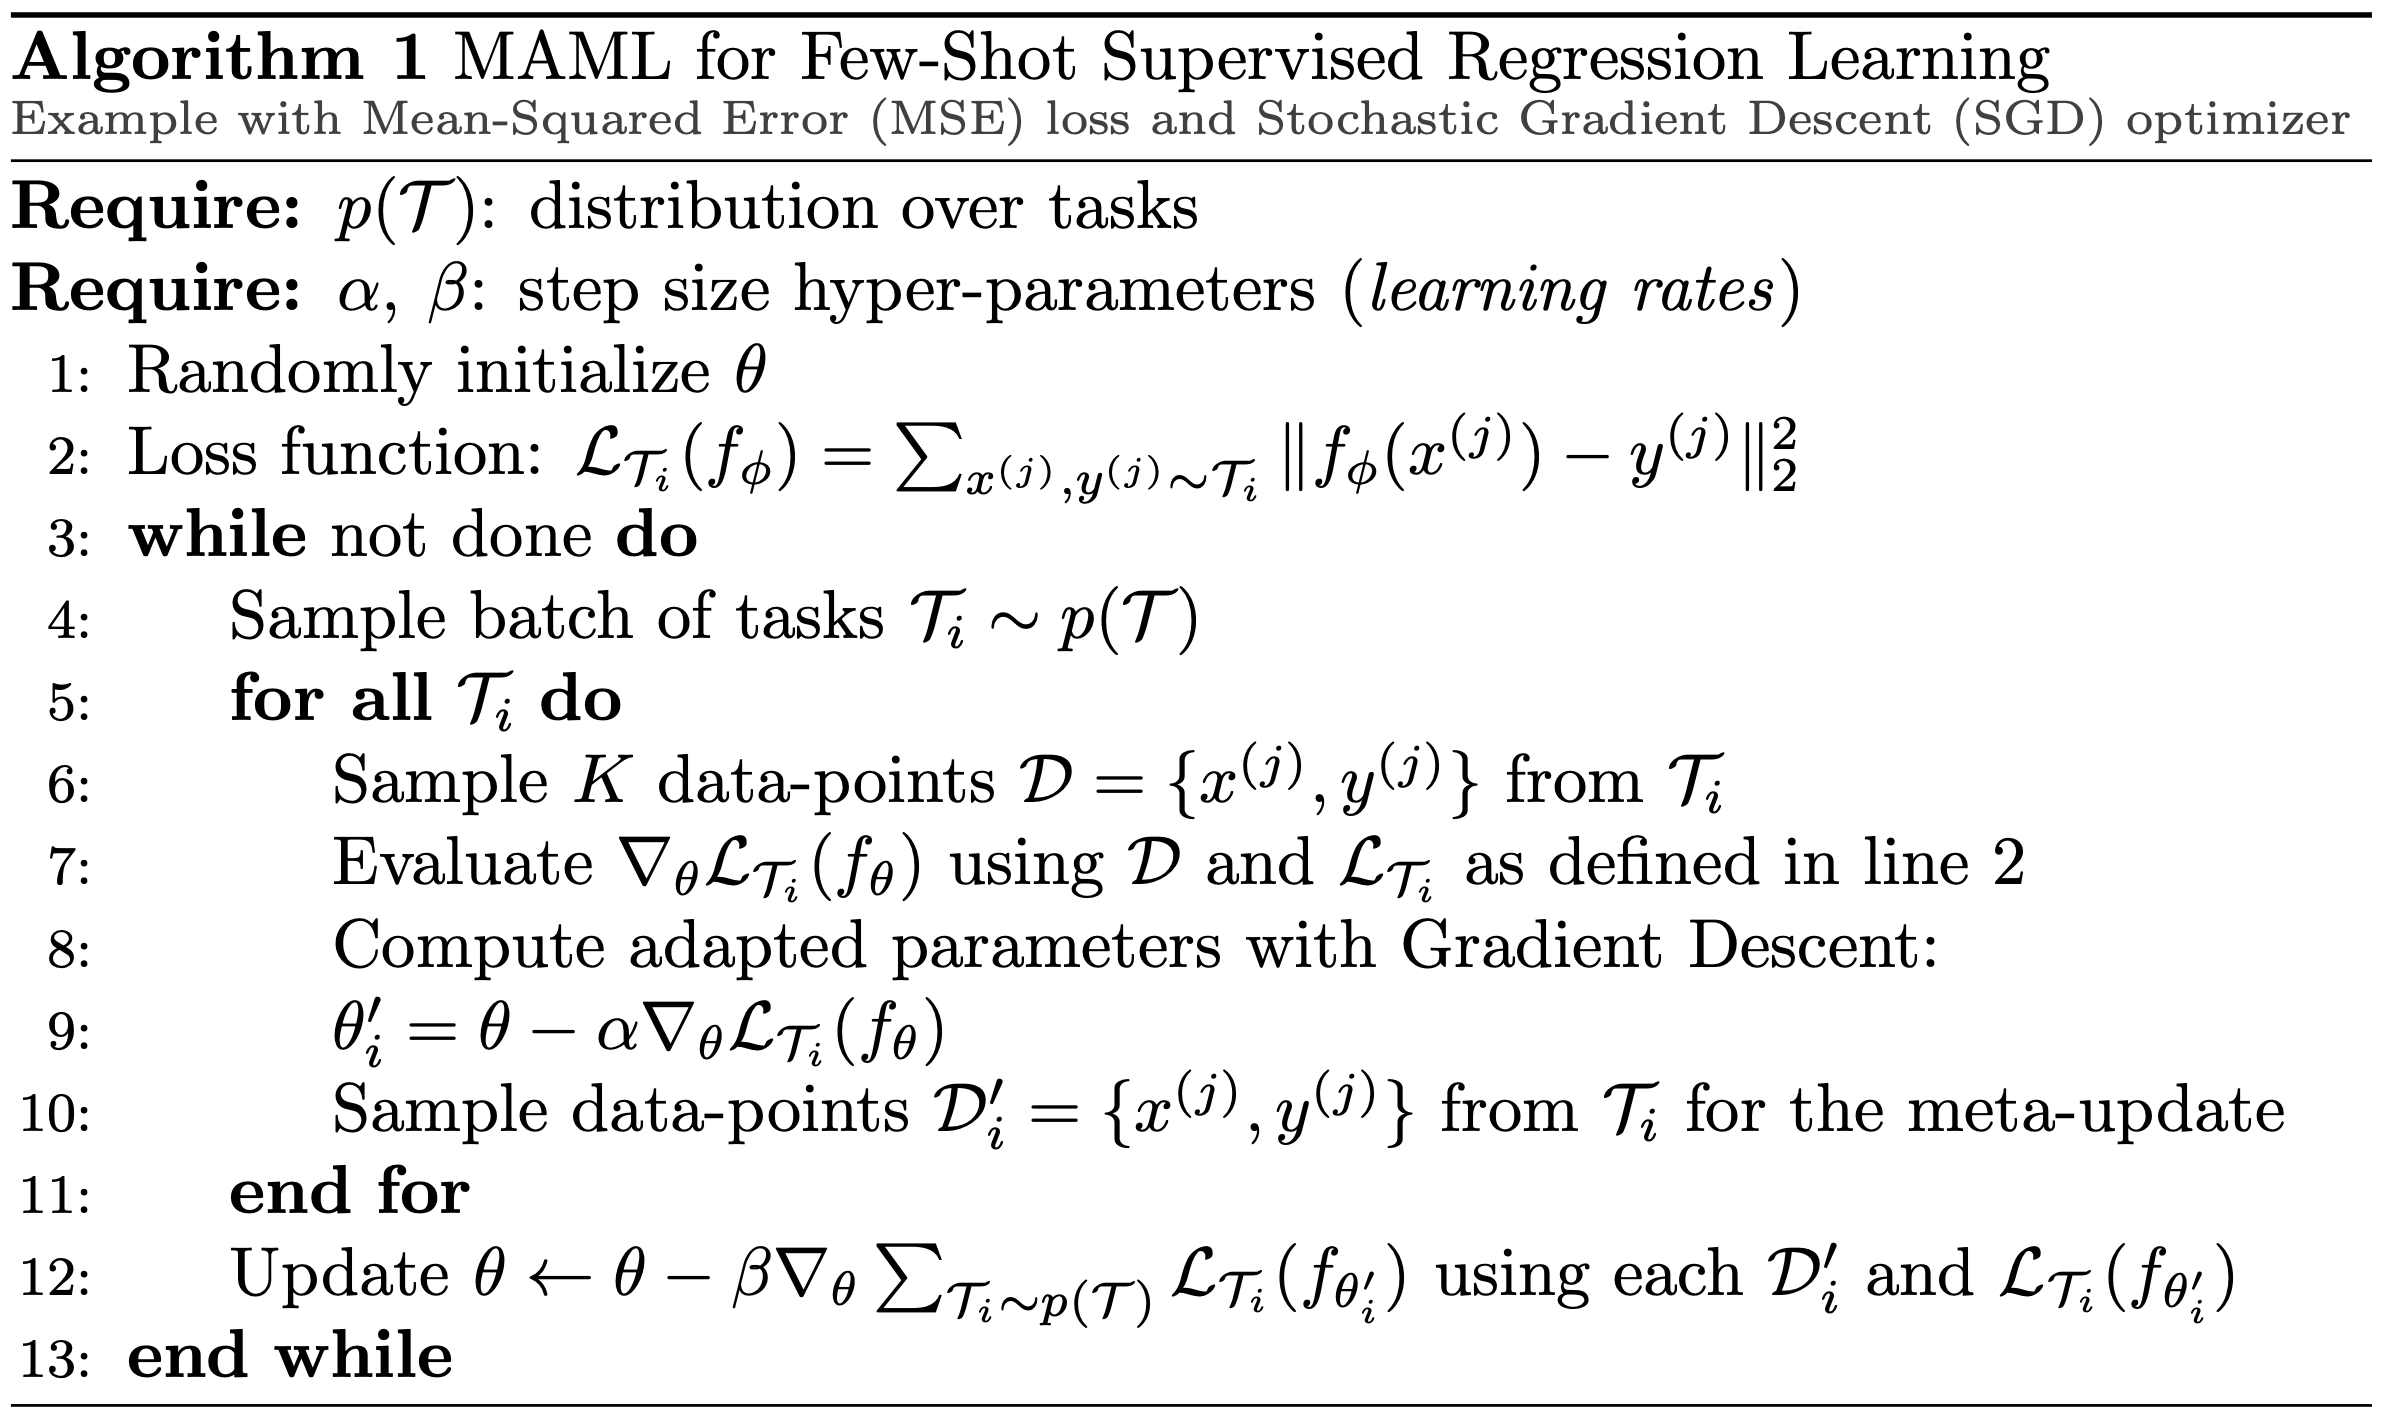 Algorithm 1 MAML for Few-Shot Supervised Regression Learning
Example with Mean-Squared Error (MSE) loss and Stochastic Gradient Descent (SGD) optimizer
Require: $p(\mathcal{T})$: distribution over tasks
Require: $\alpha$, $\beta$: step size hyper-parameters (learning rates)
1: Randomly initialize $\theta$
2: Loss function: $\mathcal{L}_{\mathcal{T}_i}(f_\phi) = \sum_{x^{(j)},y^{(j)}\sim\mathcal{T}_i} \|f_\phi(x^{(j)}) - y^{(j)}\|_2^2$
3: while not done do
4: Sample batch of tasks $\mathcal{T}_i \sim p(\mathcal{T})$
5: for all $\mathcal{T}_i$ do
6: Sample $K$ data-points $\mathcal{D} = \{x^{(j)}, y^{(j)}\}$ from $\mathcal{T}_i$
7: Evaluate $\nabla_\theta \mathcal{L}_{\mathcal{T}_i}(f_\theta)$ using $\mathcal{D}$ and $\mathcal{L}_{\mathcal{T}_i}$ as defined in line 2
8: Compute adapted parameters with Gradient Descent:
9: $\theta_i' = \theta - \alpha\nabla_\theta \mathcal{L}_{\mathcal{T}_i}(f_\theta)$
10: Sample data-points $\mathcal{D}_i' = \{x^{(j)}, y^{(j)}\}$ from $\mathcal{T}_i$ for the meta-update
11: end for
12: Update $\theta \leftarrow \theta - \beta\nabla_\theta \sum_{\mathcal{T}_i\sim p(\mathcal{T})} \mathcal{L}_{\mathcal{T}_i}(f_{\theta_i'})$ using each $\mathcal{D}_i'$ and $\mathcal{L}_{\mathcal{T}_i}(f_{\theta_i'})$
13: end while